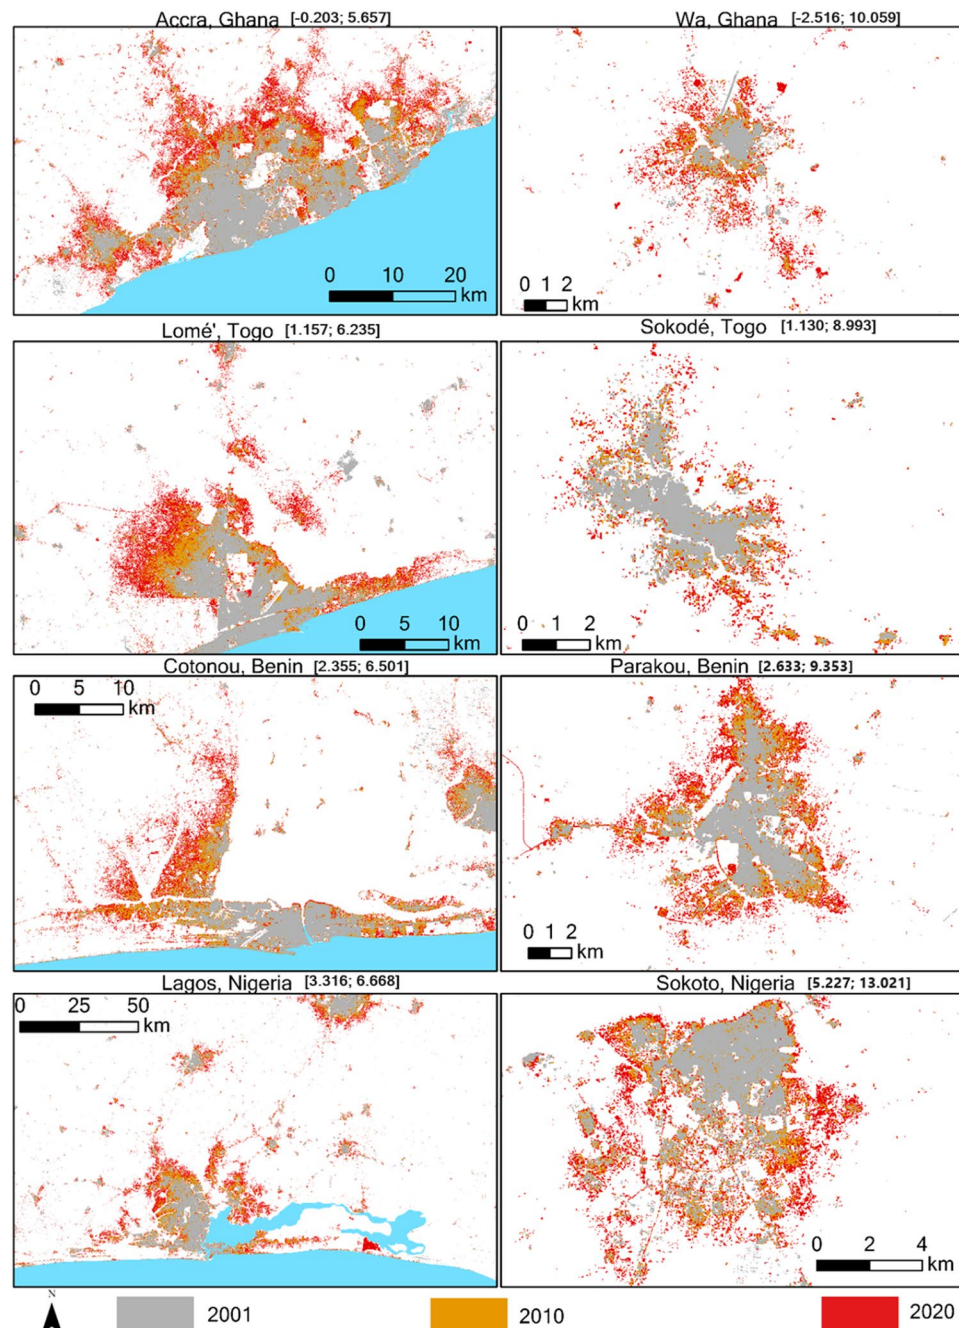 Accra, Ghana [-0.203; 5.657]
Wa, Ghana [-2.516; 10.059]
0 10 20
km
0 1 2
km
Lomé', Togo [1.157; 6.235]
Sokodé, Togo [1.130; 8.993]
0 5 10
km
0 1 2
km
Cotonou, Benin [2.355; 6.501]
Parakou, Benin [2.633; 9.353]
0 5 10
km
0 1 2
km
Lagos, Nigeria [3.316; 6.668]
Sokoto, Nigeria [5.227; 13.021]
0 25 50
km
0 2 4
km
N
2001
2010
2020